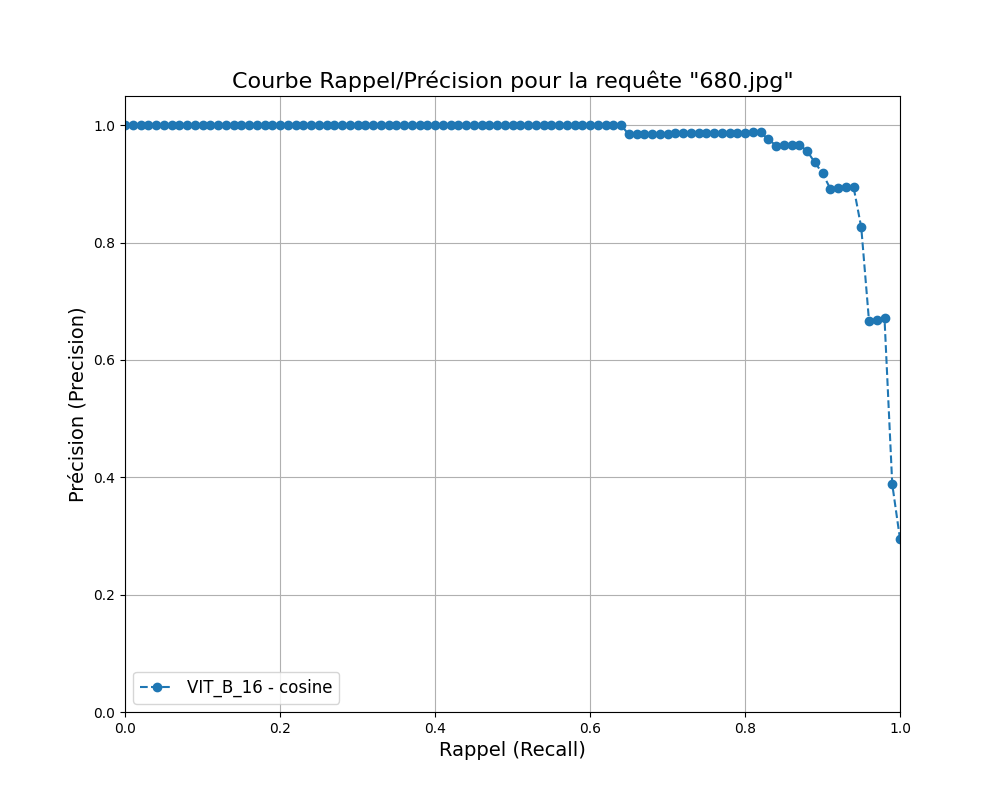 Courbe Rappel/Précision pour la requête "680.jpg"
Précision (Precision)
1.0
0.8
0.6
0.4
0.2
0.0
VIT_B_16 - cosine
0.0 0.2 0.4 0.6 0.8 1.0
Rappel (Recall)